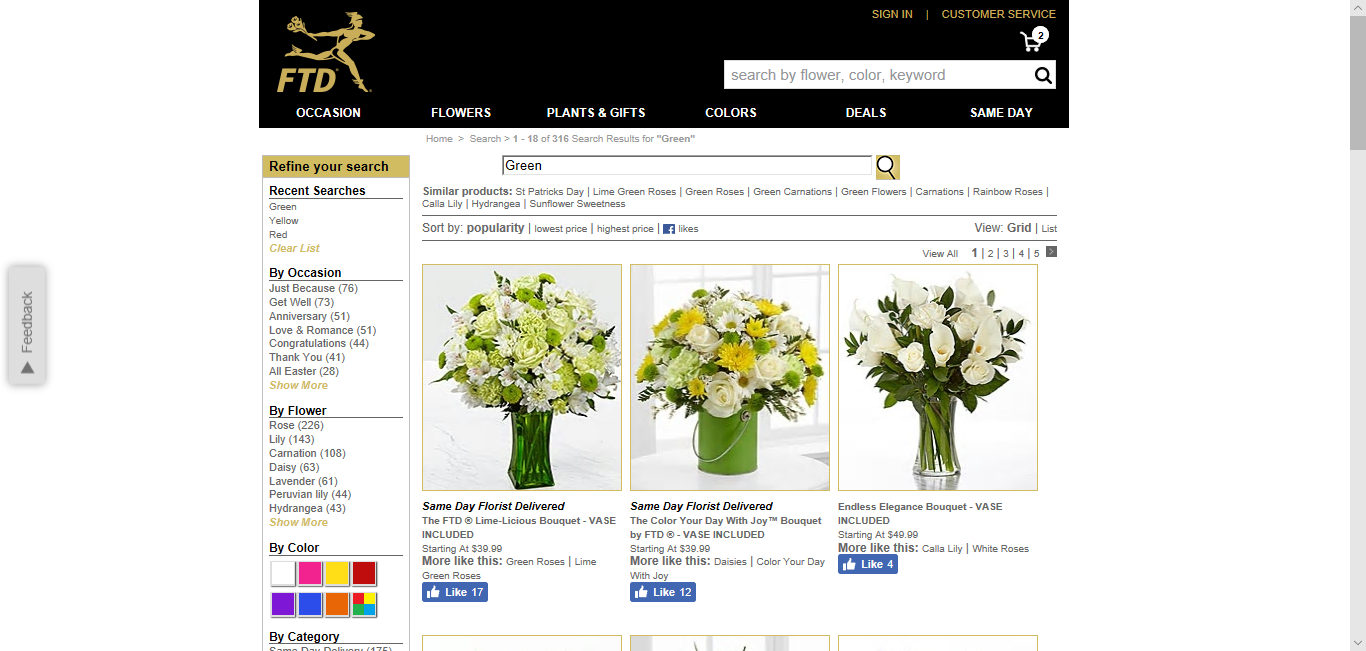 SIGN IN | CUSTOMER SERVICE
2
FTD
search by flower, color, keyword
OCCASION FLOWERS PLANTS & GIFTS COLORS DEALS SAME DAY
Home > Search > 1 - 18 of 316 Search Results for "Green"
Refine your search
Recent Searches
Green
Yellow
Red
Clear List
By Occasion
Just Because (76)
Get Well (73)
Anniversary (51)
Love & Romance (51)
Congratulations (44)
Thank You (41)
All Easter (28)
Show More
By Flower
Rose (226)
Lily (143)
Carnation (108)
Daisy (63)
Lavender (61)
Peruvian lily (44)
Hydrangea (43)
Show More
By Color
By Category
Same Day Delivery (175)
Feedback
Green
Similar products: St Patricks Day | Lime Green Roses | Green Roses | Green Carnations | Green Flowers | Carnations | Rainbow Roses |
Calla Lily | Hydrangea | Sunflower Sweetness
Sort by: popularity | lowest price | highest price | f likes
View: Grid | List
View All 1 | 2 | 3 | 4 | 5 >
Same Day Florist Delivered
The FTD ® Lime-Licious Bouquet - VASE
INCLUDED
Starting At $39.99
More like this: Green Roses | Lime
Green Roses
Like 17
Same Day Florist Delivered
The Color Your Day With Joy™ Bouquet
by FTD ® - VASE INCLUDED
Starting At $39.99
More like this: Daisies | Color Your Day
With Joy
Like 12
Endless Elegance Bouquet - VASE
INCLUDED
Starting At $49.99
More like this: Calla Lily | White Roses
Like 4